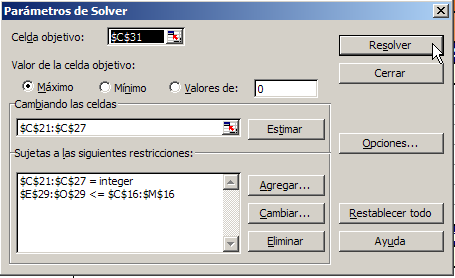 Parámetros de Solver
Celda objetivo: $C$31 Resolver
Valor de la celda objetivo:
Máximo Mínimo Valores de: 0 Cerrar
Cambiando las celdas
$C$21:$C$27 Estimar
Opciones...
Sujetas a las siguientes restricciones:
$C$21:$C$27 = integer
$E$29:$O$29 <= $C$16:$M$16
Agregar...
Cambiar... Restablecer todo
Eliminar Ayuda